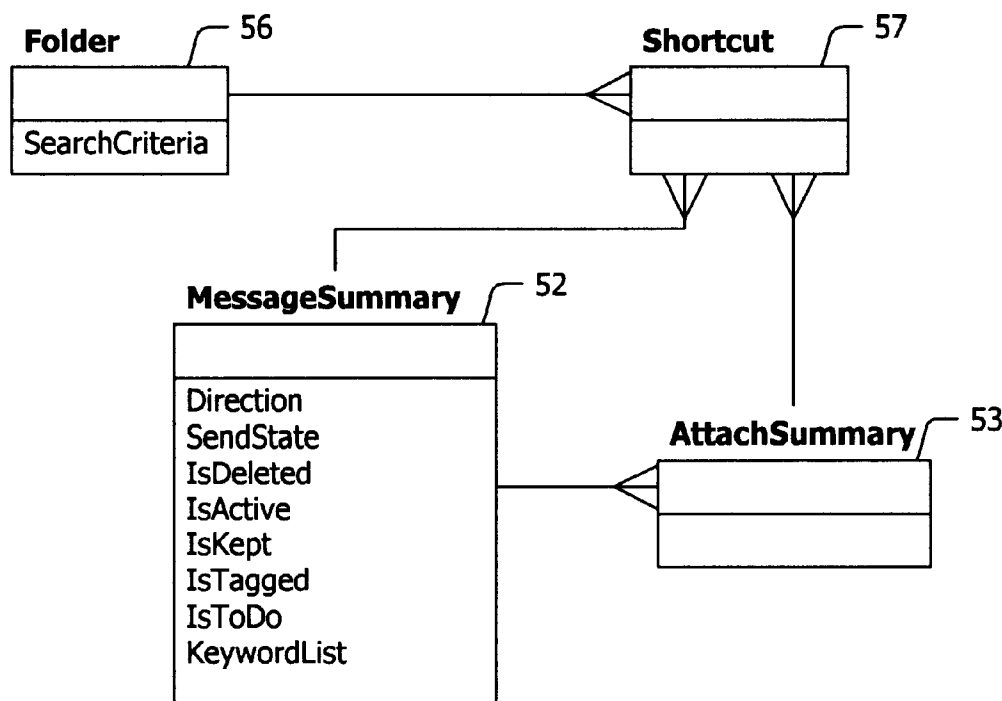 Folder
56
SearchCriteria
Shortcut
57
MessageSummary
52
Direction
SendState
IsDeleted
IsActive
IsKept
IsTagged
IsToDo
KeywordList
AttachSummary
53